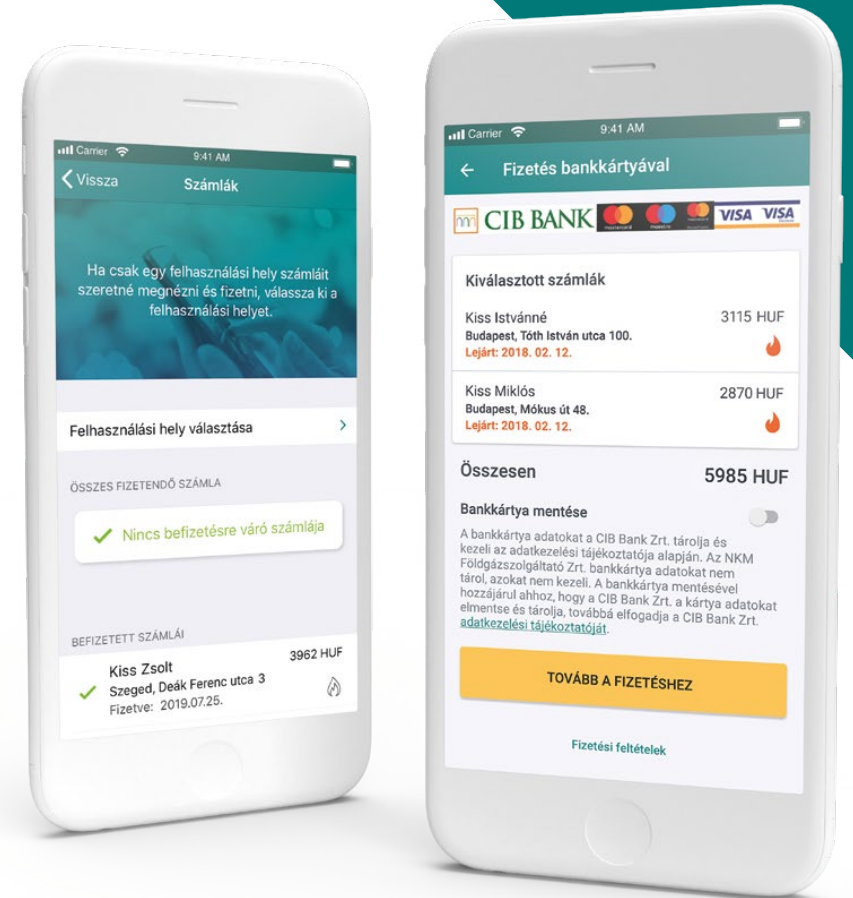 Carrier
9:41 AM
Vissza
Számlák
Ha csak egy felhasználási hely számláit
szeretné megnézni és fizetni, válassza ki a
felhasználási helyet.
Felhasználási hely választása
ÖSSZES FIZETENDŐ SZÁMLA
Nincs befizetésre váró számlája
BEFIZETETT SZÁMLÁI
Kiss Zsolt
3962 HUF
Szeged, Deák Ferenc utca 3
Fizetve: 2019.07.25.
Carrier
9:41 AM
Fizetés bankkártyával
CIB BANK
VISA VISA
Kiválasztott számlák
Kiss Istvánné
3115 HUF
Budapest, Tóth István utca 100.
Lejárt: 2018. 02. 12.
Kiss Miklós
2870 HUF
Budapest, Mókus út 48.
Lejárt: 2018. 02. 12.
Összesen
5985 HUF
Bankkártya mentése
A bankkártya adatokat a CIB Bank Zrt. tárolja és
kezeli az adatkezelési tájékoztatója alapján. Az NKM
Földgázszolgáltató Zrt. bankkártya adatokat nem
tárol, azokat nem kezeli. A bankkártya mentésével
hozzájárul ahhoz, hogy a CIB Bank Zrt. a kártya adatokat
elmentse és tárolja, továbbá elfogadja a CIB Bank Zrt.
adatkezelési tájékoztatóját.
TOVÁBB A FIZETÉSHEZ
Fizetési feltételek